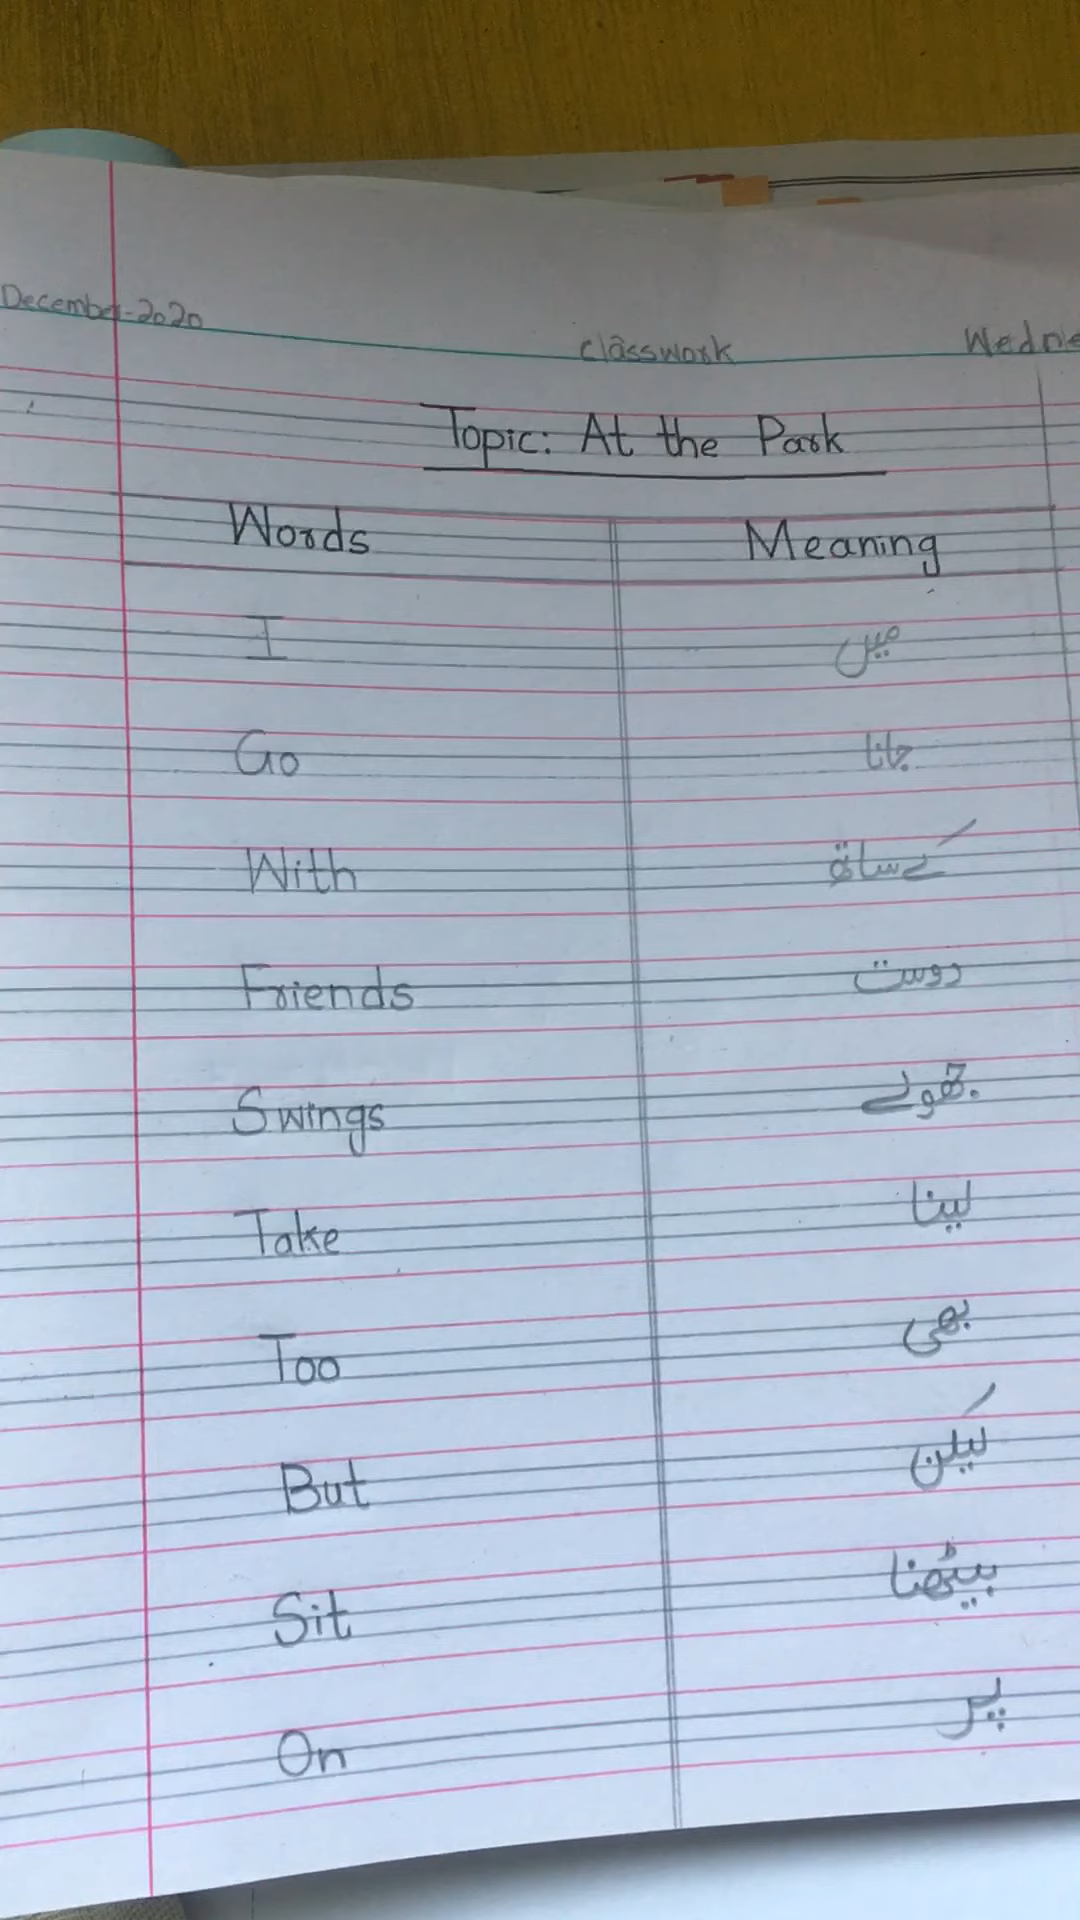 December-2020
classwork
Topic: At the Park
Words Meaning
I میں
Go جانا
With کے ساتھ
Friends دوست
Swings جھولے
Take لینا
Too بھی
But لیکن
Sit بیٹھنا
On پر